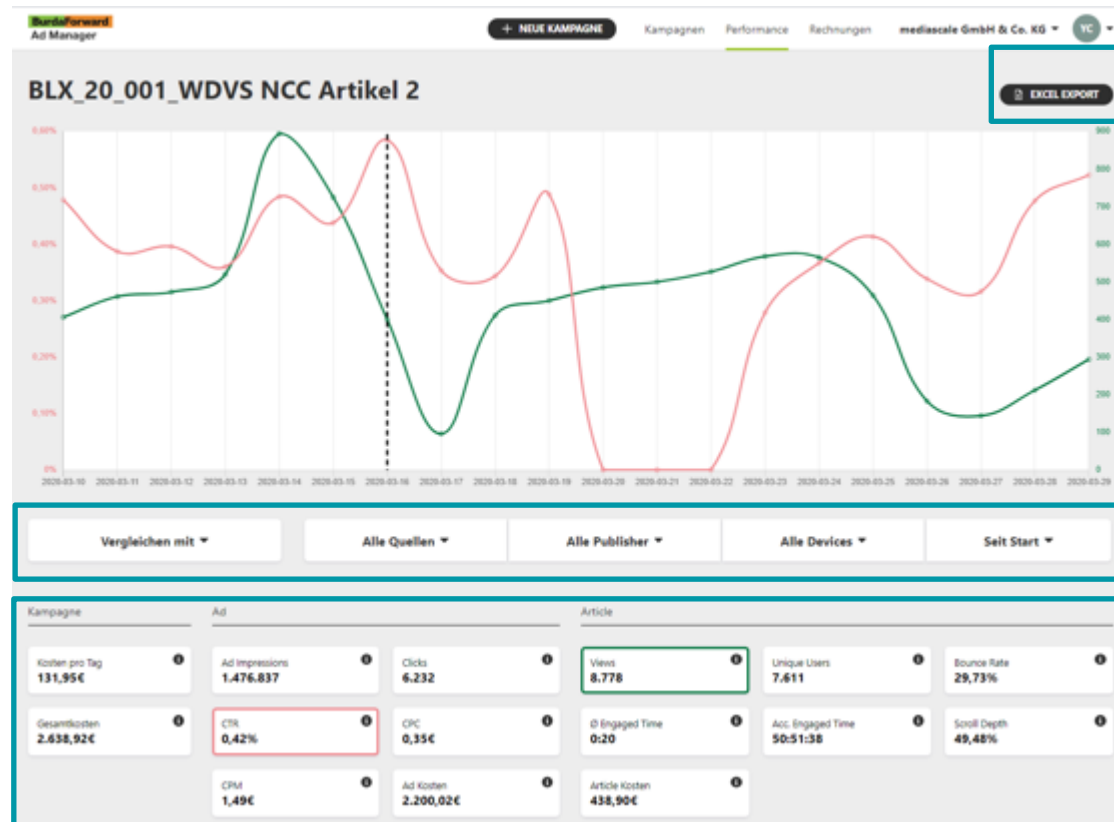 BurdaForward
Ad Manager
+ NEUE KAMPAGNE Kampagnen Performance Rechnungen mediascale GmbH & Co. KG YC
BLX_20_001_WDVS NCC Artikel 2
EXCEL EXPORT
0,60% 900
800
0,50%
700
0,40% 600
500
0,30%
400
0,20% 300
200
0,10%
100
0% 0
2020-03-10 2020-03-11 2020-03-12 2020-03-13 2020-03-14 2020-03-15 2020-03-16 2020-03-17 2020-03-18 2020-03-19 2020-03-20 2020-03-21 2020-03-22 2020-03-23 2020-03-24 2020-03-25 2020-03-26 2020-03-27 2020-03-28 2020-03-29
Vergleichen mit Alle Quellen Alle Publisher Alle Devices Seit Start
Kampagne Ad Article
Kosten pro Tag Ad Impressions Clicks Views Unique Users Bounce Rate
131,95€ 1.476.837 6.232 8.778 7.611 29,73%
Gesamtkosten CTR CPC Ø Engaged Time Acc. Engaged Time Scroll Depth
2.638,92€ 0,42% 0,35€ 0:20 50:51:38 49,48%
CPM Ad Kosten Article Kosten
1,49€ 2.200,02€ 438,90€